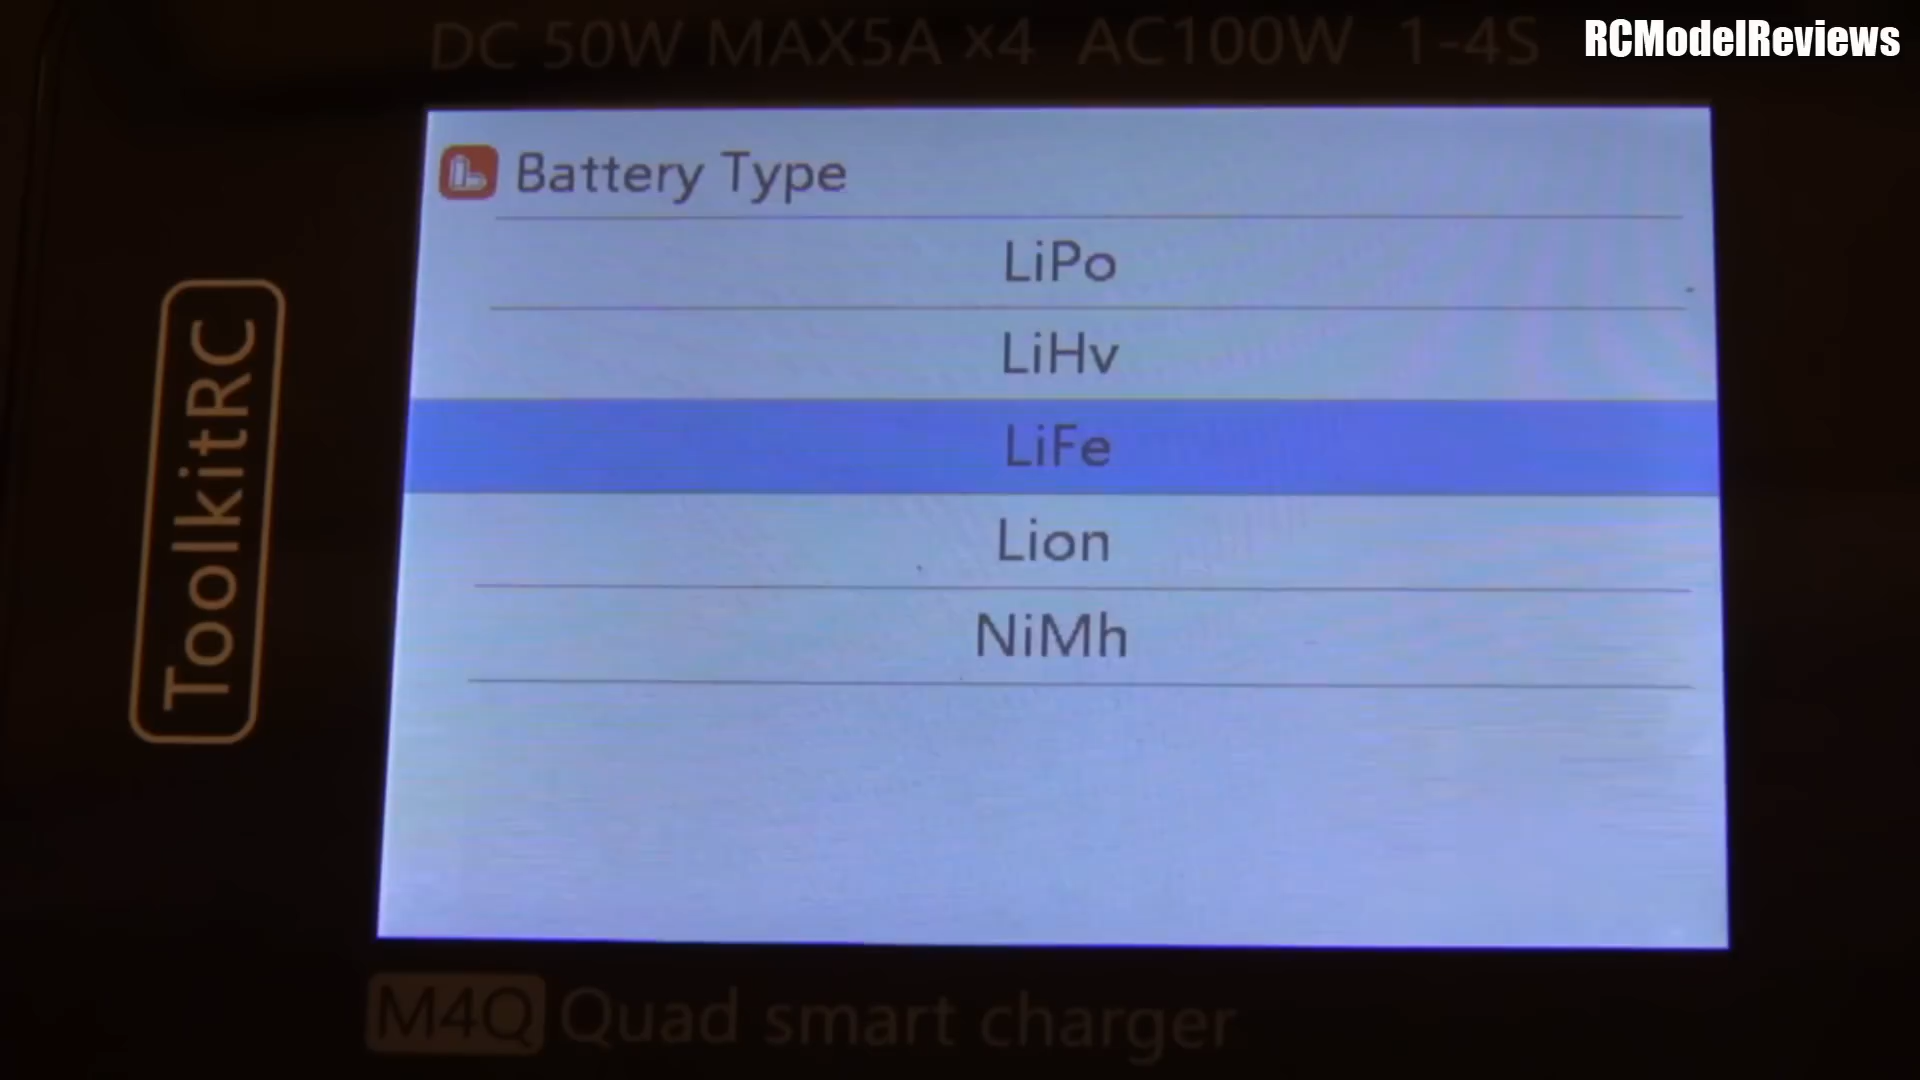 DC 50W MAX5A x4 AC100W 1-4S
RCModelReviews
Battery Type
LiPo
LiHv
LiFe
Lion
NiMh
ToolkitRC
M4Q Quad smart charger